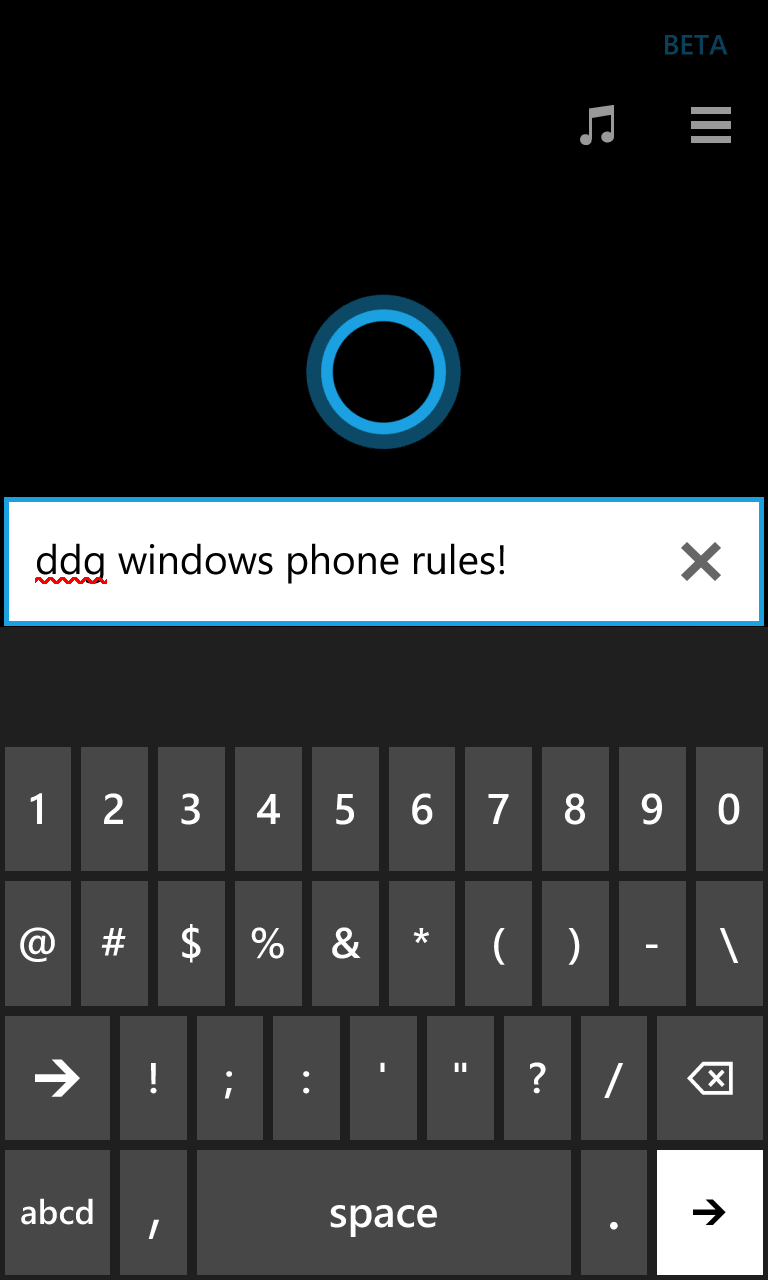 BETA
ddg windows phone rules!
1 2 3 4 5 6 7 8 9 0
@ # $ % & * ( ) - \
! ; : ' " ? /
abcd , space .